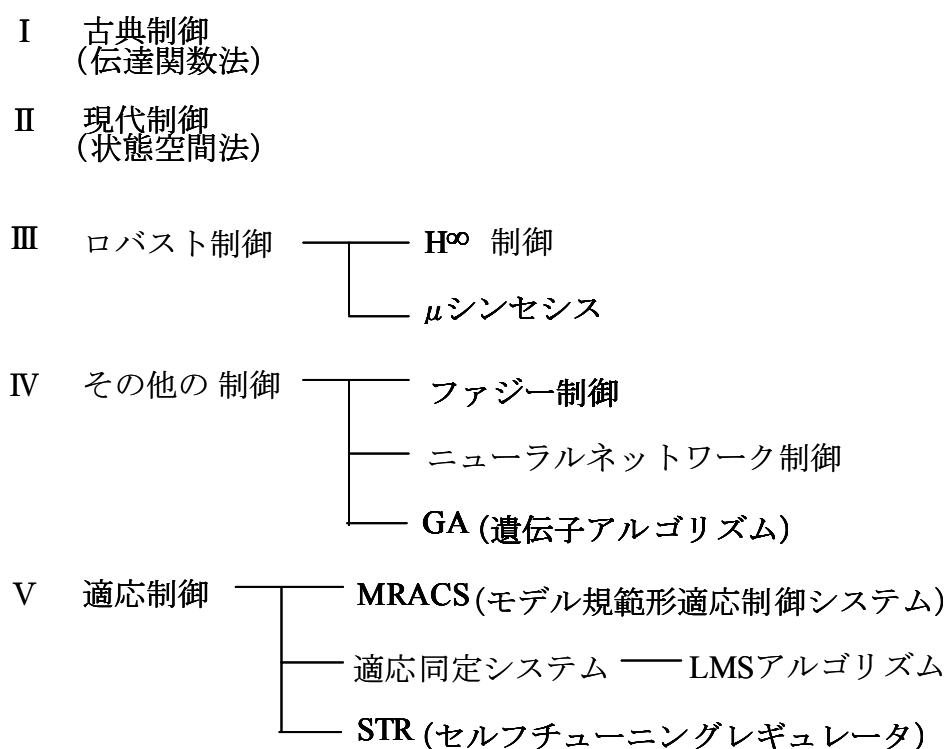 I 古典制御
(伝達関数法)
II 現代制御
(状態空間法)
III ロバスト制御 H∞ 制御
μシンセシス
IV その他の 制御 ファジー制御
ニューラルネットワーク制御
GA (遺伝子アルゴリズム)
V 適応制御 MRACS (モデル規範形適応制御システム)
適応同定システム LMSアルゴリズム
STR (セルフチューニングレギュレータ)